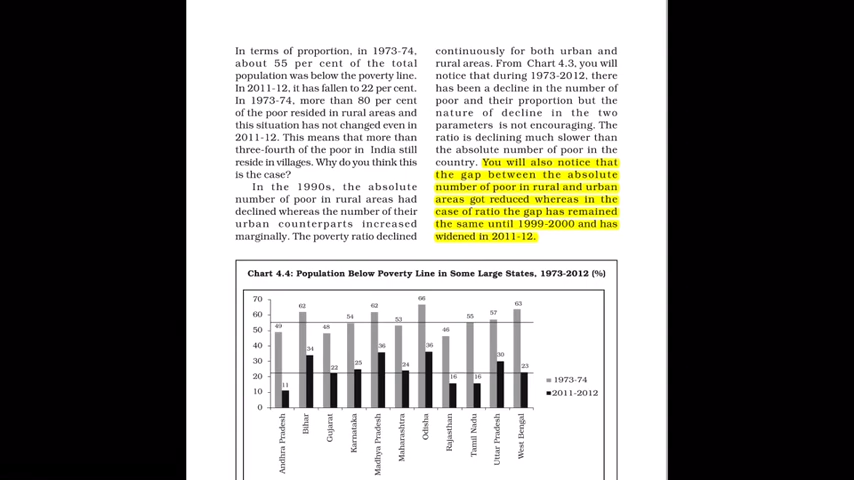 In terms of proportion, in 1973-74,
about 55 per cent of the total
population was below the poverty line.
In 2011-12, it has fallen to 22 per cent.
In 1973-74, more than 80 per cent
of the poor resided in rural areas and
this situation has not changed even in
2011-12. This means that more than
three-fourth of the poor in India still
reside in villages. Why do you think this
is the case?
In the 1990s, the absolute
number of poor in rural areas had
declined whereas the number of their
urban counterparts increased
marginally. The poverty ratio declined
continuously for both urban and
rural areas. From Chart 4.3, you will
notice that during 1973-2012, there
has been a decline in the number of
poor and their proportion but the
nature of decline in the two
parameters is not encouraging. The
ratio is declining much slower than
the absolute number of poor in the
country. You will also notice that
the gap between the absolute
number of poor in rural and urban
areas got reduced whereas in the
case of ratio the gap has remained
the same until 1999-2000 and has
widened in 2011-12.
Chart 4.4: Population Below Poverty Line in Some Large States, 1973-2012 (%)
70
60
50
40
30
20
10
0
49
11
62
34
48
22
54
25
62
36
53
24
66
36
46
16
55
16
57
30
63
23
1973-74
2011-2012
Andhra Pradesh
Bihar
Gujarat
Karnataka
Madhya Pradesh
Maharashtra
Odisha
Rajasthan
Tamil Nadu
Uttar Pradesh
West Bengal